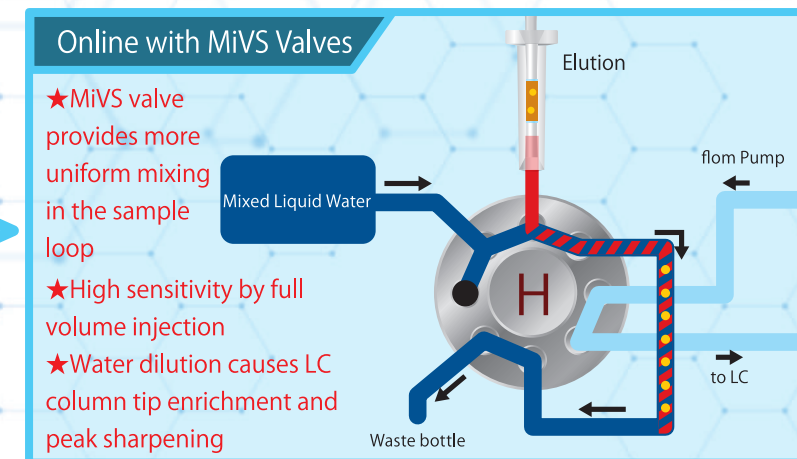 Online with MiVS Valves
★MiVS valve
provides more
uniform mixing
in the sample
loop
★High sensitivity by full
volume injection
★Water dilution causes LC
column tip enrichment and
peak sharpening
Elution
Mixed Liquid Water
flom Pump
H
to LC
Waste bottle